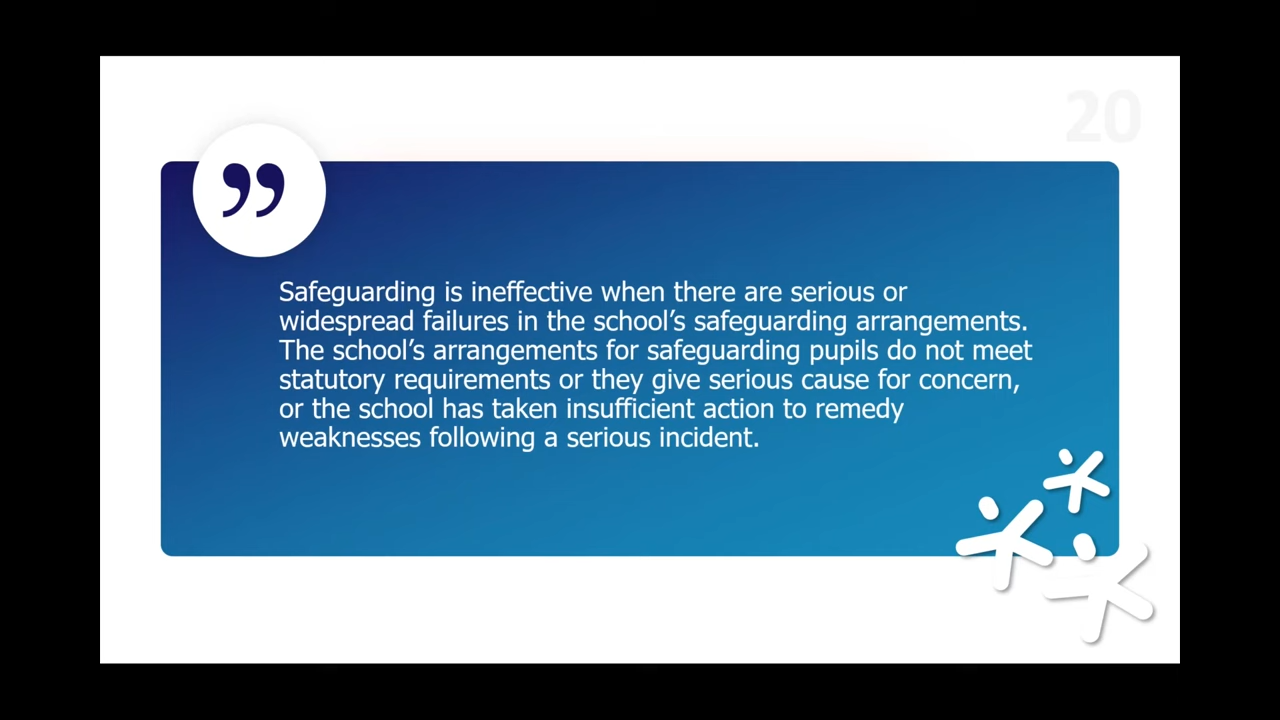 20
”
Safeguarding is ineffective when there are serious or
widespread failures in the school’s safeguarding arrangements.
The school’s arrangements for safeguarding pupils do not meet
statutory requirements or they give serious cause for concern,
or the school has taken insufficient action to remedy
weaknesses following a serious incident.